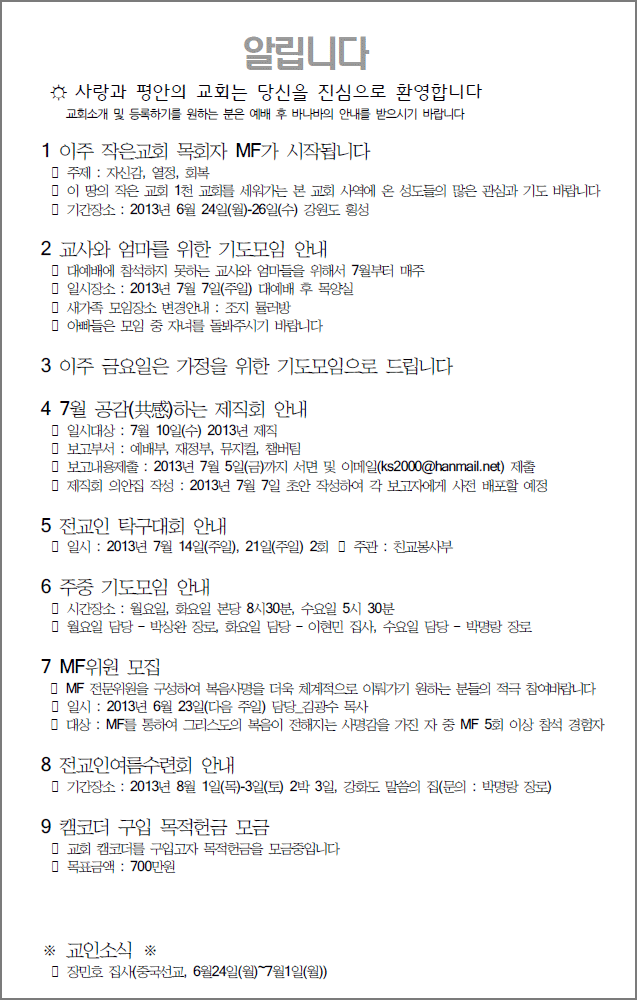 알립니다
☼ 사랑과 평안의 교회는 당신을 진심으로 환영합니다
교회소개 및 등록하기를 원하는 분은 예배 후 바나바의 안내를 받으시기 바랍니다
1 이주 작은교회 목회자 MF가 시작됩니다
▯ 주제 : 자신감, 열정, 회복
▯ 이 땅의 작은 교회 1천 교회를 세워가는 본 교회 사역에 온 성도들의 많은 관심과 기도 바랍니다
▯ 기간장소 : 2013년 6월 24일(월)-26일(수) 강원도 횡성
2 교사와 엄마를 위한 기도모임 안내
▯ 대예배에 참석하지 못하는 교사와 엄마들을 위해서 7월부터 매주
▯ 일시장소 : 2013년 7월 7일(주일) 대예배 후 목양실
▯ 새가족 모임장소 변경안내 : 조지 뮬러방
▯ 아빠들은 모임 중 자녀를 돌봐주시기 바랍니다
3 이주 금요일은 가정을 위한 기도모임으로 드립니다
4 7월 공감(共感)하는 제직회 안내
▯ 일시대상 : 7월 10일(수) 2013년 제직
▯ 보고부서 : 예배부, 재정부, 뮤지컬, 챔버팀
▯ 보고내용제출 : 2013년 7월 5일(금)까지 서면 및 이메일(ks2000@hanmail.net) 제출
▯ 제직회 의안집 작성 : 2013년 7월 7일 초안 작성하여 각 보고자에게 사전 배포할 예정
5 전교인 탁구대회 안내
▯ 일시 : 2013년 7월 14일(주일), 21일(주일) 2회 ▯ 주관 : 친교봉사부
6 주중 기도모임 안내
▯ 시간장소 : 월요일, 화요일 본당 8시30분, 수요일 5시 30분
▯ 월요일 담당 - 박상완 장로, 화요일 담당 - 이현민 집사, 수요일 담당 - 박명랑 장로
7 MF위원 모집
▯ MF 전문위원을 구성하여 복음사명을 더욱 체계적으로 이뤄가기 원하는 분들의 적극 참여바랍니다
▯ 일시 : 2013년 6월 23일(다음 주일) 담당_김광수 목사
▯ 대상 : MF를 통하여 그리스도의 복음이 전해지는 사명감을 가진 자 중 MF 5회 이상 참석 경험자
8 전교인여름수련회 안내
▯ 기간장소 : 2013년 8월 1일(목)-3일(토) 2박 3일, 강화도 말씀의 집(문의 : 박명랑 장로)
9 캠코더 구입 목적헌금 모금
▯ 교회 캠코더를 구입고자 목적헌금을 모금중입니다
▯ 목표금액 : 700만원
※ 교인소식 ※
▯ 장민호 집사(중국선교, 6월24일(월)~7월1일(월))